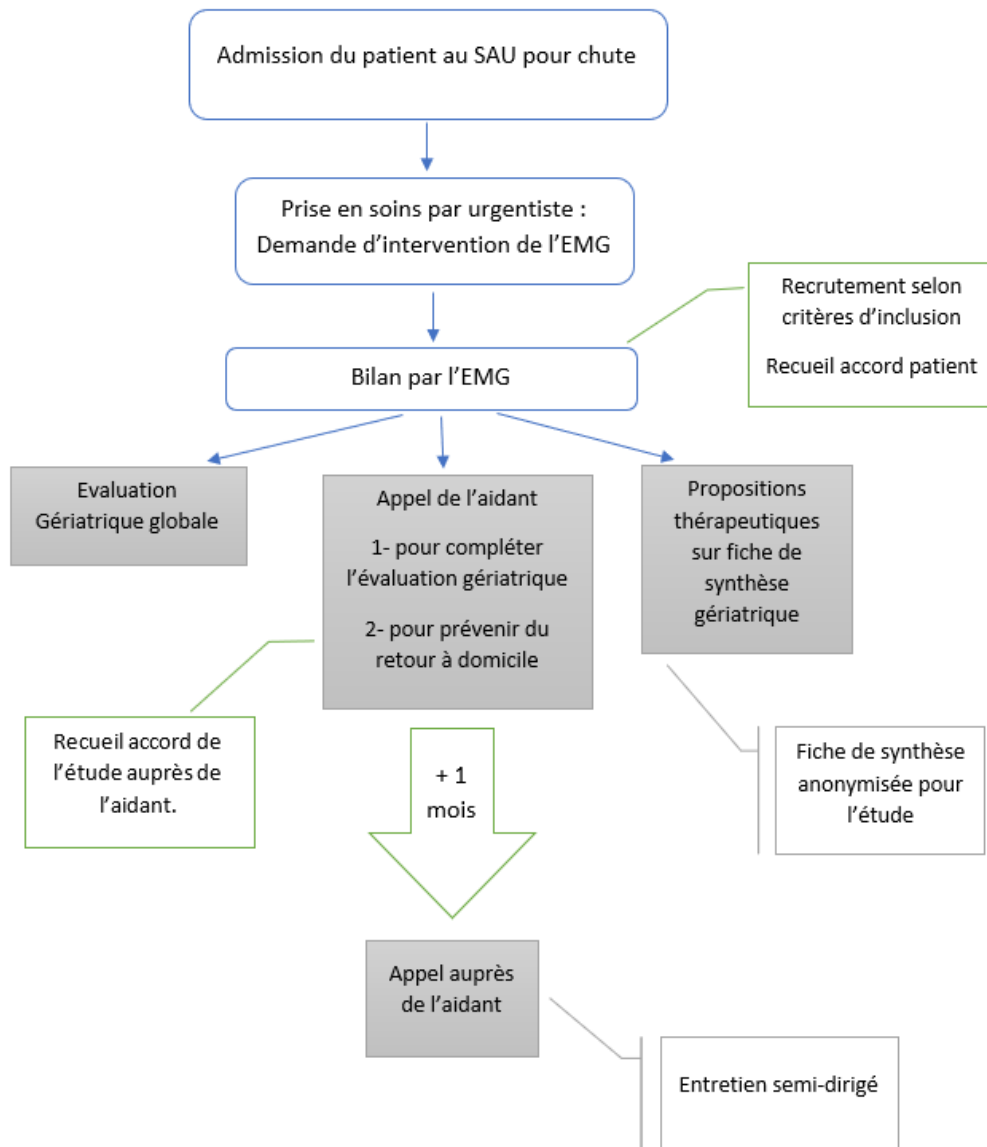 Admission du patient au SAU pour chute
Prise en soins par urgentiste :
Demande d’intervention de l’EMG
Recrutement selon
critères d’inclusion
Recueil accord patient
Bilan par l’EMG
Evaluation
Gériatrique globale
Appel de l’aidant
1- pour compléter
l’évaluation gériatrique
2- pour prévenir du
retour à domicile
Propositions
thérapeutiques
sur fiche de
synthèse
gériatrique
Recueil accord de
l’étude auprès de
l’aidant.
+ 1
mois
Fiche de synthèse
anonymisée pour
l’étude
Appel auprès
de l’aidant
Entretien semi-dirigé